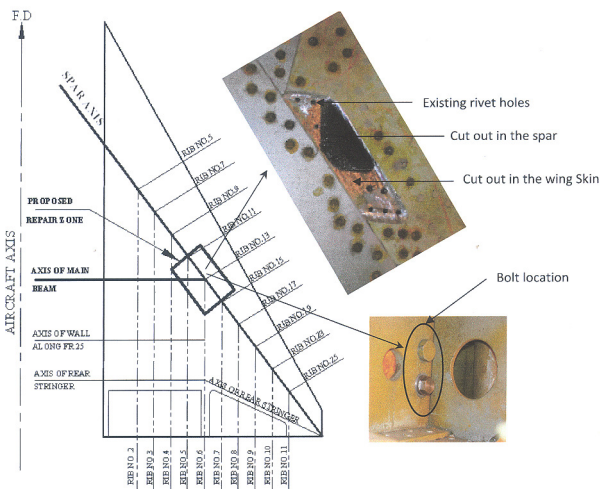 F.D
SPAR AXIS
RIB NO.5
RIB NO.7
RIB NO.9
RIB NO.11
RIB NO.13
RIB NO.15
RIB NO.17
RIB NO.19
RIB NO.23
RIB NO.25
PROPOSED
REPAIR ZONE
AXIS OF MAIN
BEAM
AIRCRAFT AXIS
AXIS OF WALL
ALONG FR 25
AXIS OF REAR
STRINGER
AXIS OF REAR STRINGER
RIB NO 2
RIB NO 3
RIB NO 4
RIB NO 5
RIB NO 6
RIB NO 7
RIB NO 8
RIB NO 9
RIB NO 10
RIB NO 11
Existing rivet holes
Cut out in the spar
Cut out in the wing Skin
Bolt location